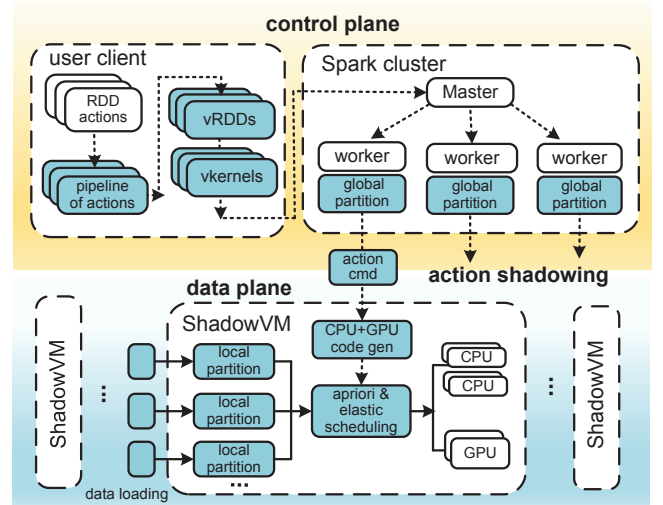 control plane
user client
RDD
actions
pipeline
of actions
vRDDs
vkernels
Spark cluster
Master
worker
worker
worker
global
partition
global
partition
global
partition
action
cmd
action shadowing
data plane
ShadowVM
...
data loading
ShadowVM
local
partition
local
partition
local
partition
...
CPU+GPU
code gen
apriori &
elastic
scheduling
CPU
CPU
GPU
...
ShadowVM